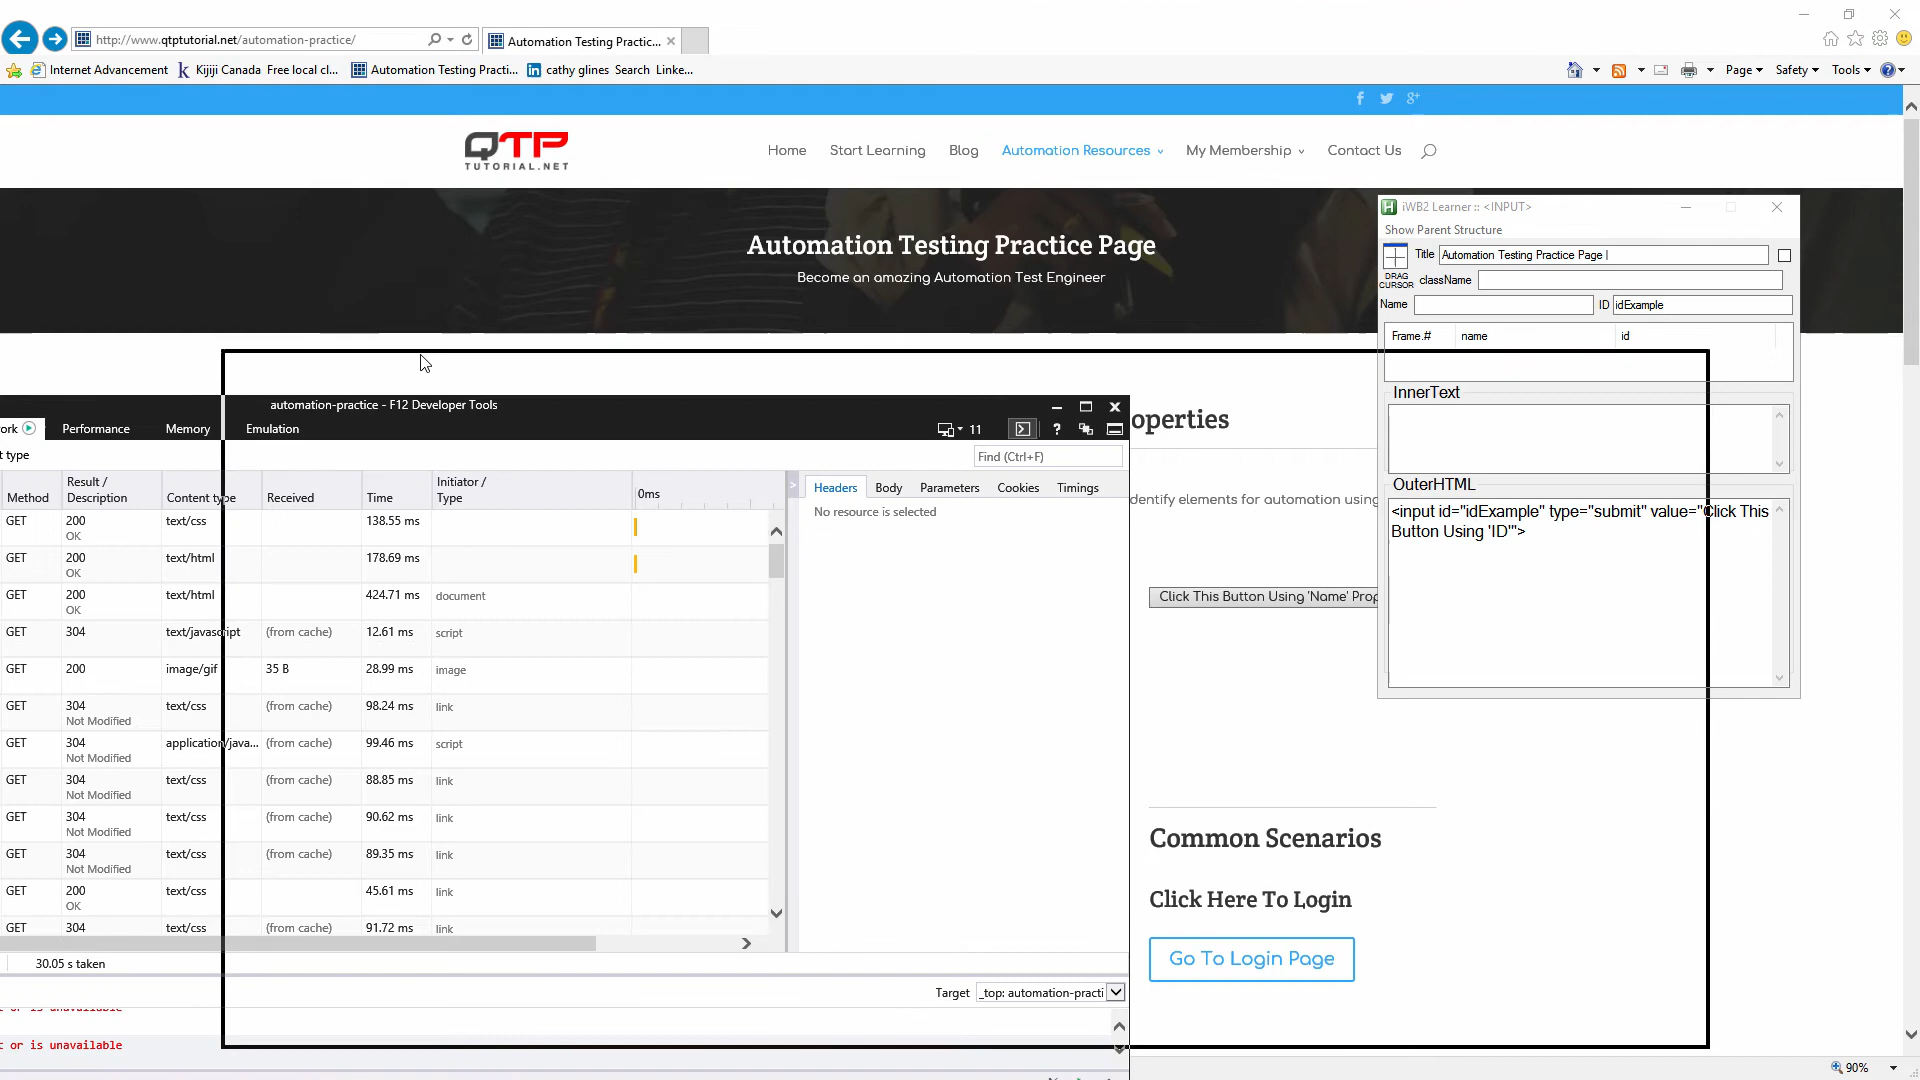 http://www.qtptutorial.net/automation-practice/
Automation Testing Practic...
Internet Advancement
Kijiji Canada Free local cl...
Automation Testing Practi...
cathy glines Search Linke...
Page
Safety
Tools
QTP
TUTORIAL.NET
Home
Start Learning
Blog
Automation Resources
My Membership
Contact Us
Automation Testing Practice Page
Become an amazing Automation Test Engineer
iWB2 Learner :: <INPUT>
Show Parent Structure
DRAG
CURSOR
Title
Automation Testing Practice Page |
className
Name
ID
idExample
Frame.# name id
InnerText
OuterHTML
<input id="idExample" type="submit" value="Click This
Button Using 'ID'">
automation-practice - F12 Developer Tools
ork
Performance
Memory
Emulation
11
t type
Find (Ctrl+F)
Method
Result /
Description
Content type
Received
Time
Initiator /
Type
0ms
Headers
Body
Parameters
Cookies
Timings
No resource is selected
GET 200 text/css 138.55 ms
OK
GET 200 text/html 178.69 ms
OK
GET 200 text/html 424.71 ms document
OK
GET 304 text/javascript (from cache) 12.61 ms script
GET 200 image/gif 35 B 28.99 ms image
GET 304 text/css (from cache) 98.24 ms link
Not Modified
GET 304 application/java... (from cache) 99.46 ms script
Not Modified
GET 304 text/css (from cache) 88.85 ms link
Not Modified
GET 304 text/css (from cache) 90.62 ms link
Not Modified
GET 304 text/css (from cache) 89.35 ms link
Not Modified
GET 200 text/css 45.61 ms link
OK
GET 304 text/css (from cache) 91.72 ms link
30.05 s taken
Target
_top: automation-practi
t or is unavailable
t or is unavailable
operties
dentify elements for automation using
Click This Button Using 'Name' Prop
Common Scenarios
Click Here To Login
Go To Login Page
90%